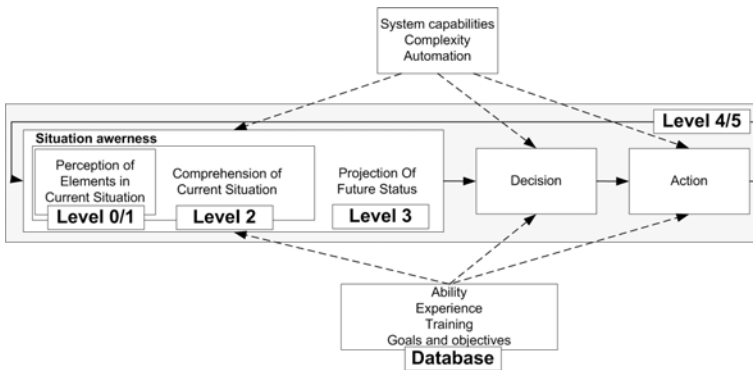 System capabilities
Complexity
Automation
Level 4/5
Situation awerness
Perception of
Elements in
Current Situation
Level 0/1
Comprehension of
Current Situation
Level 2
Projection Of
Future Status
Level 3
Decision
Action
Ability
Experience
Training
Goals and objectives
Database